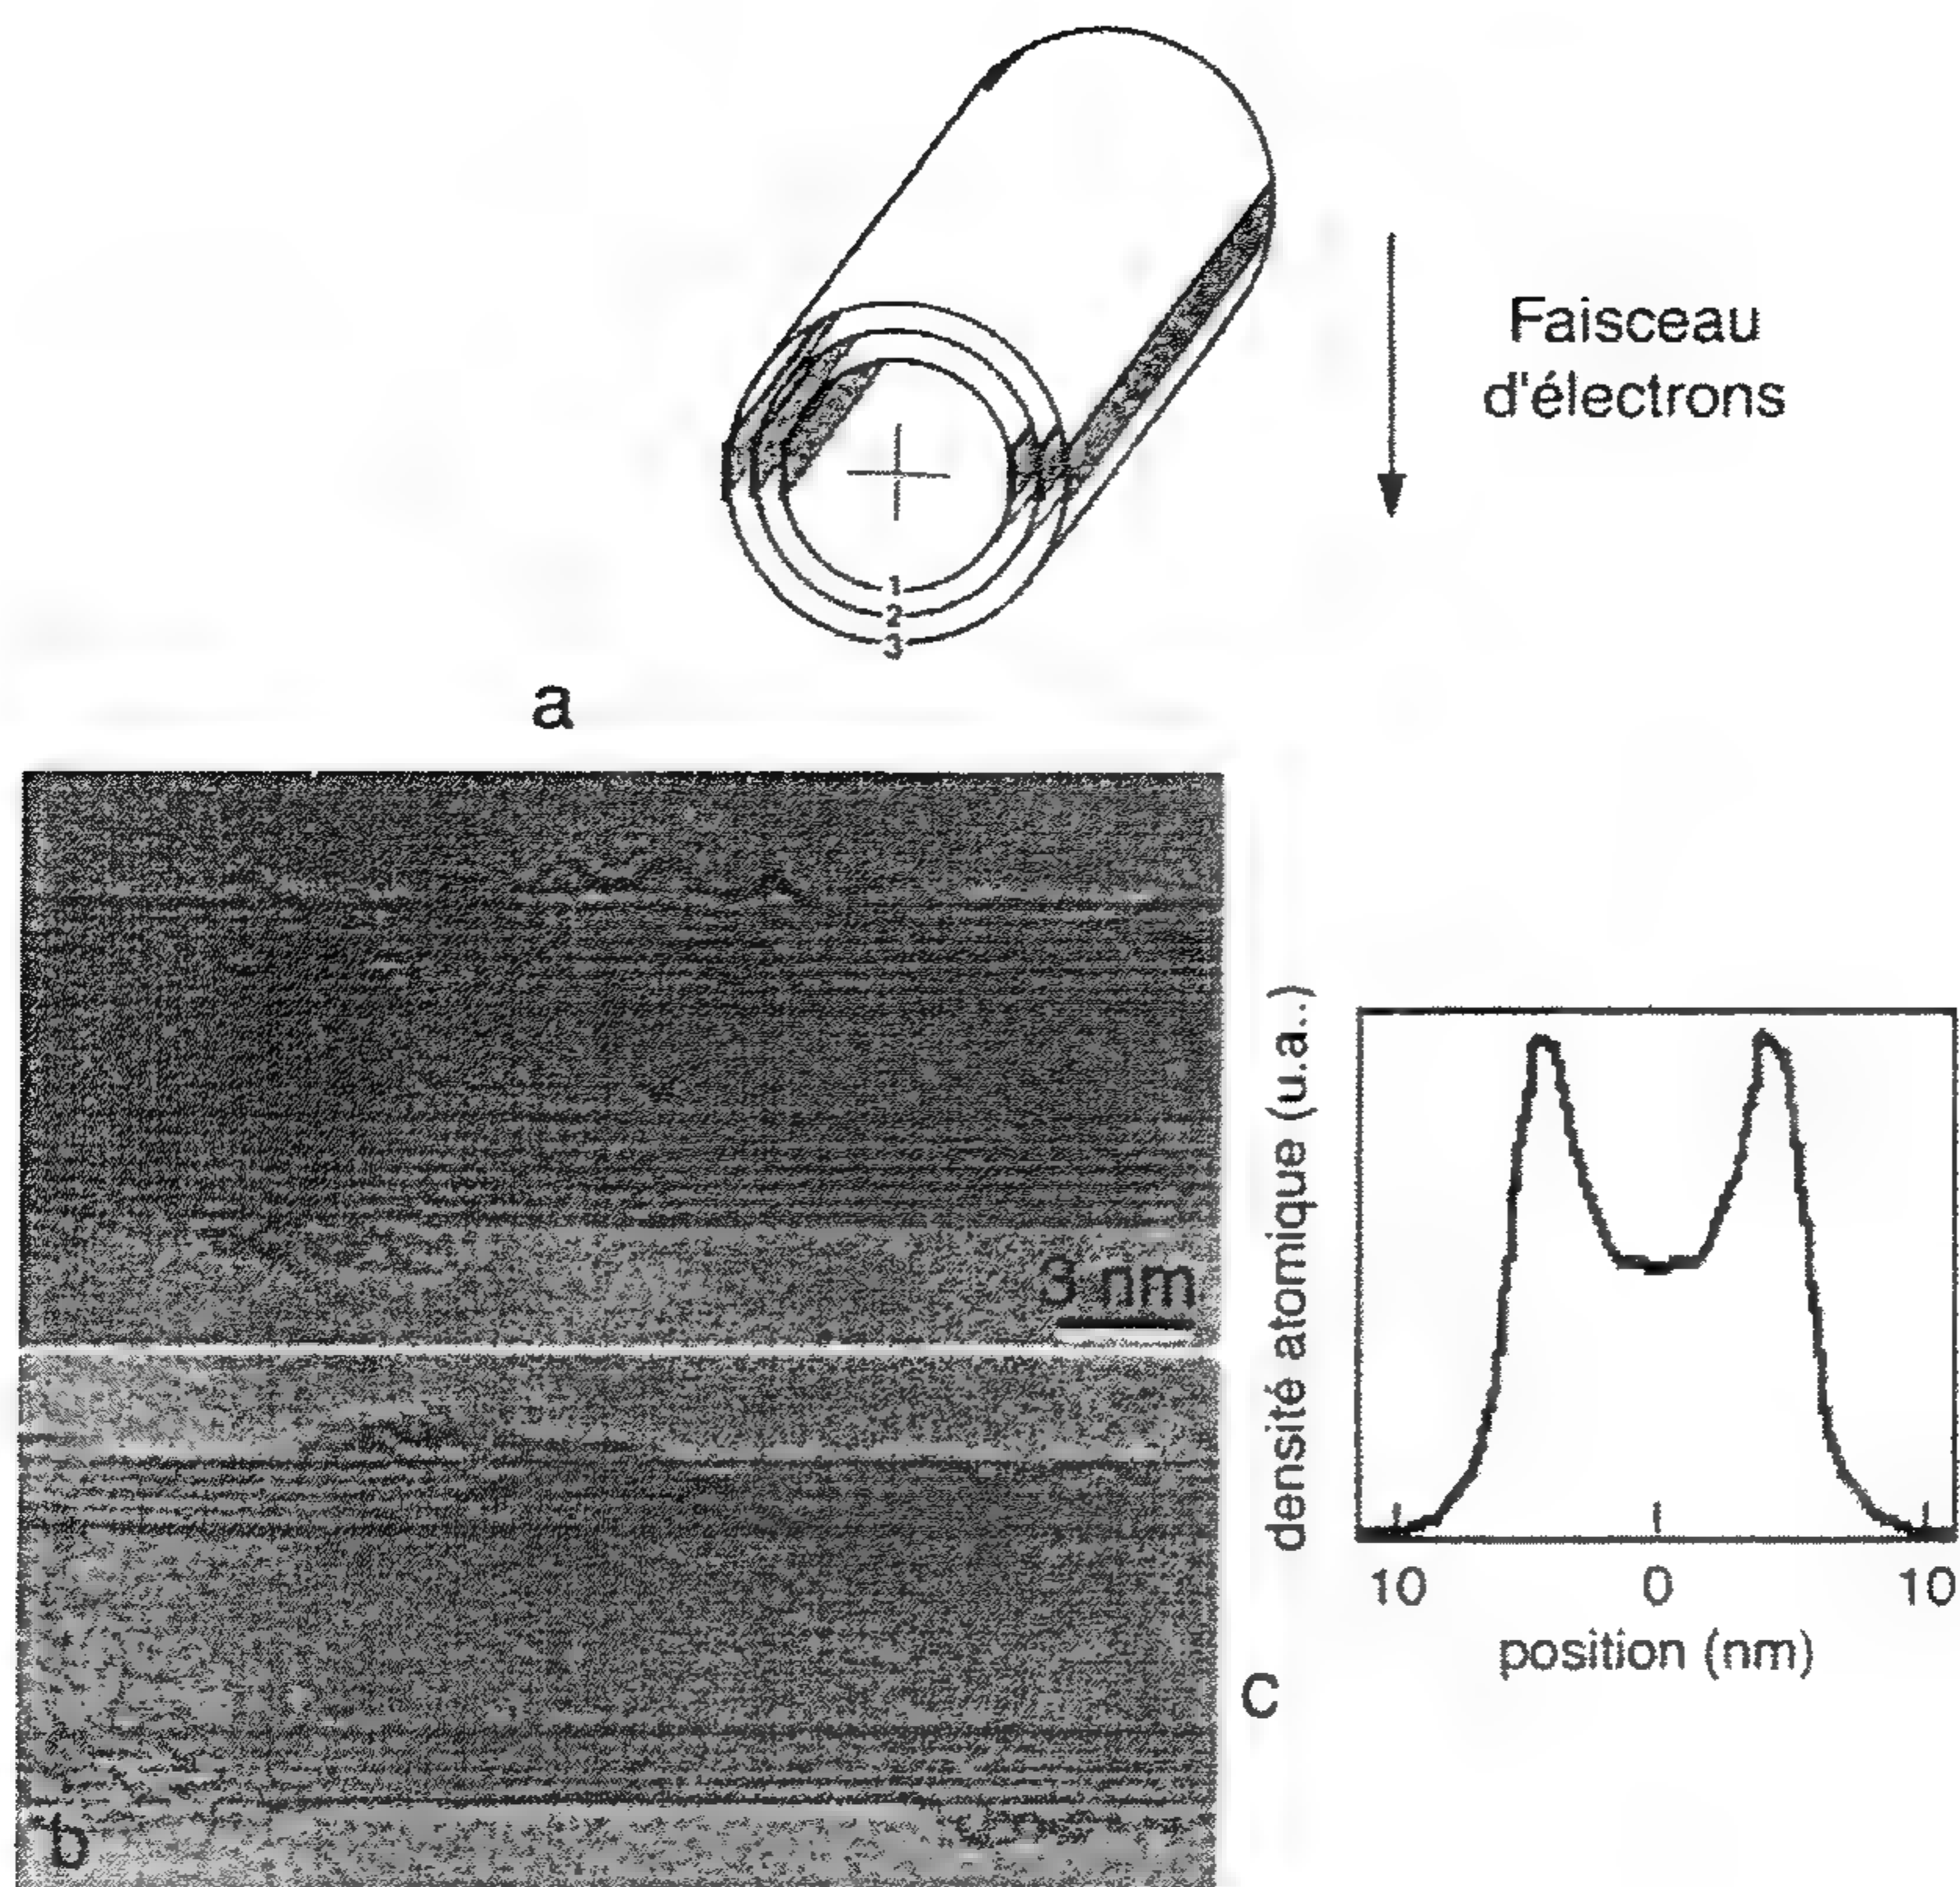 Faisceau
d'électrons
1
2
3
a
3 nm
b
densité atomique (u.a..)
10 0 10
position (nm)
c